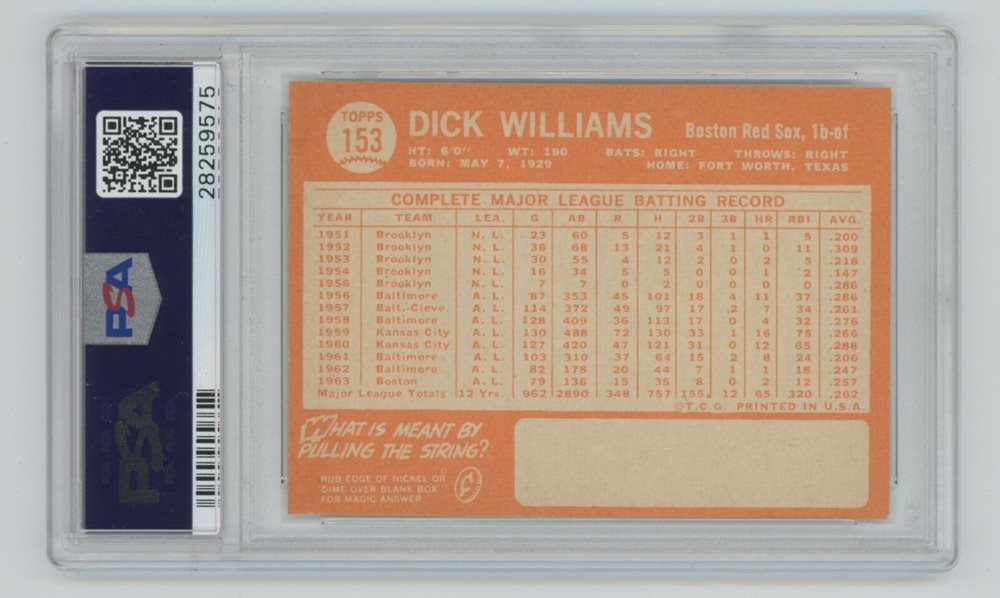 TOPPS
153
DICK WILLIAMS Boston Red Sox, 1b-of
HT: 6'0" WT: 190 BATS: RIGHT THROWS: RIGHT
BORN: MAY 7, 1929 HOME: FORT WORTH, TEXAS
COMPLETE MAJOR LEAGUE BATTING RECORD
YEAR TEAM LEA. G AB R H 2B 3B HR RBI AVG.
1951 Brooklyn N. L. 23 60 5 12 3 1 1 5 .200
1952 Brooklyn N. L. 36 68 13 21 4 1 0 11 .309
1953 Brooklyn N. L. 30 55 4 12 2 0 2 5 .218
1954 Brooklyn N. L. 16 34 5 5 0 0 1 2 .147
1956 Brooklyn N. L. 7 7 0 2 0 0 0 0 .286
1956 Baltimore A. L. 87 353 45 101 18 4 11 37 .286
1957 Balt.-Cleve. A. L. 114 372 49 97 17 2 7 34 .261
1958 Baltimore A. L. 128 409 36 113 17 0 4 32 .276
1959 Kansas City A. L. 130 488 72 130 33 1 16 75 .266
1960 Kansas City A. L. 127 420 47 121 31 0 12 65 .288
1961 Baltimore A. L. 103 310 37 64 15 2 8 24 .206
1962 Baltimore A. L. 82 178 20 44 7 1 1 18 .247
1963 Boston A. L. 79 136 15 35 8 0 2 12 .257
Major League Totals 12 Yrs. 962 2890 348 757 155 12 65 320 .262
©T.C.G. PRINTED IN U.S.A.
WHAT IS MEANT BY
PULLING THE STRING?
RUB EDGE OF NICKEL OR
DIME OVER BLANK BOX
FOR MAGIC ANSWER
28259575
PSA
PSA